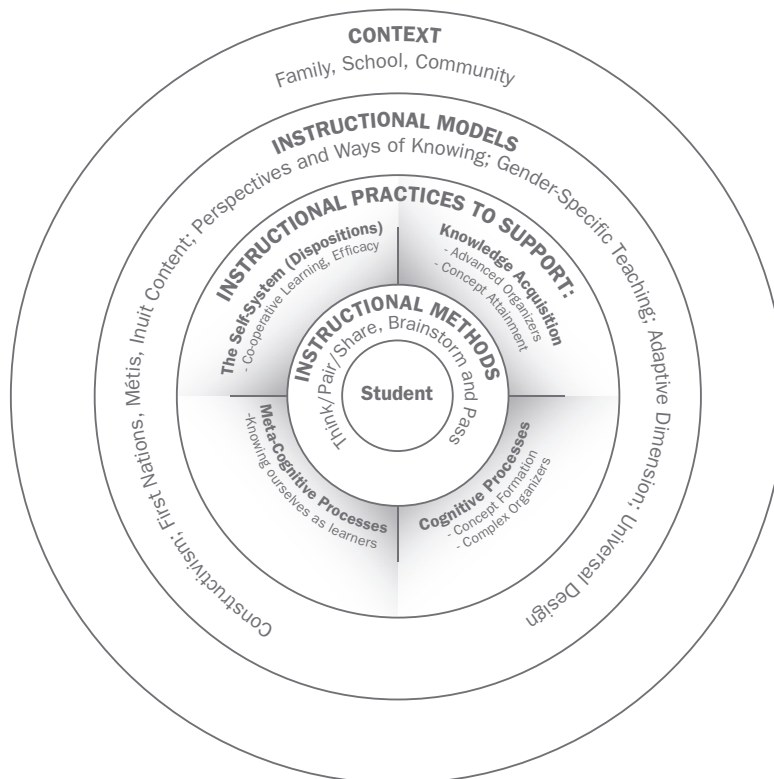 CONTEXT
Family, School, Community
INSTRUCTIONAL MODELS
Constructivism; First Nations, Métis, Inuit Content; Perspectives and Ways of Knowing; Gender-Specific Teaching; Adaptive Dimension; Universal Design
INSTRUCTIONAL PRACTICES TO SUPPORT:
The Self-System (Dispositions)
- Co-operative Learning, Efficacy
Knowledge Acquisition
- Advanced Organizers
- Concept Attainment
INSTRUCTIONAL METHODS
Think/Pair/Share, Brainstorm and Pass
Student
Meta-Cognitive Processes
-Knowing ourselves as learners
Cognitive Processes
- Concept Formation
- Complex Organizers